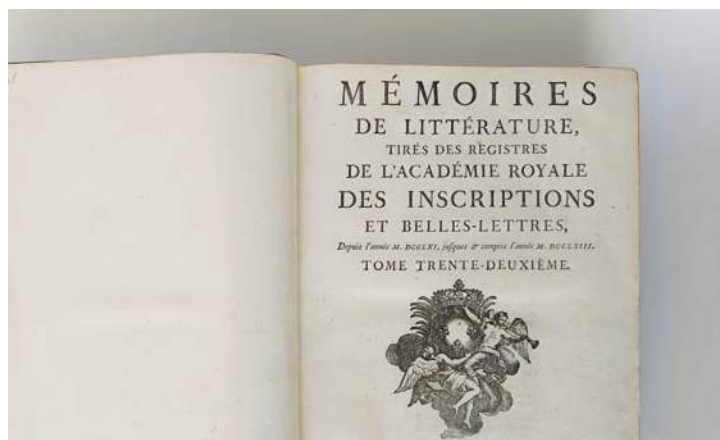 MÉMOIRES
DE LITTÉRATURE,
TIRÉS DES REGISTRES
DE L'ACADÉMIE ROYALE
DES INSCRIPTIONS
ET BELLES-LETTRES,
Depuis l'année M. DCCLXI, jusques & compris l'année M. DCCLXIII.
TOME TRENTE-DEUXIÈME.